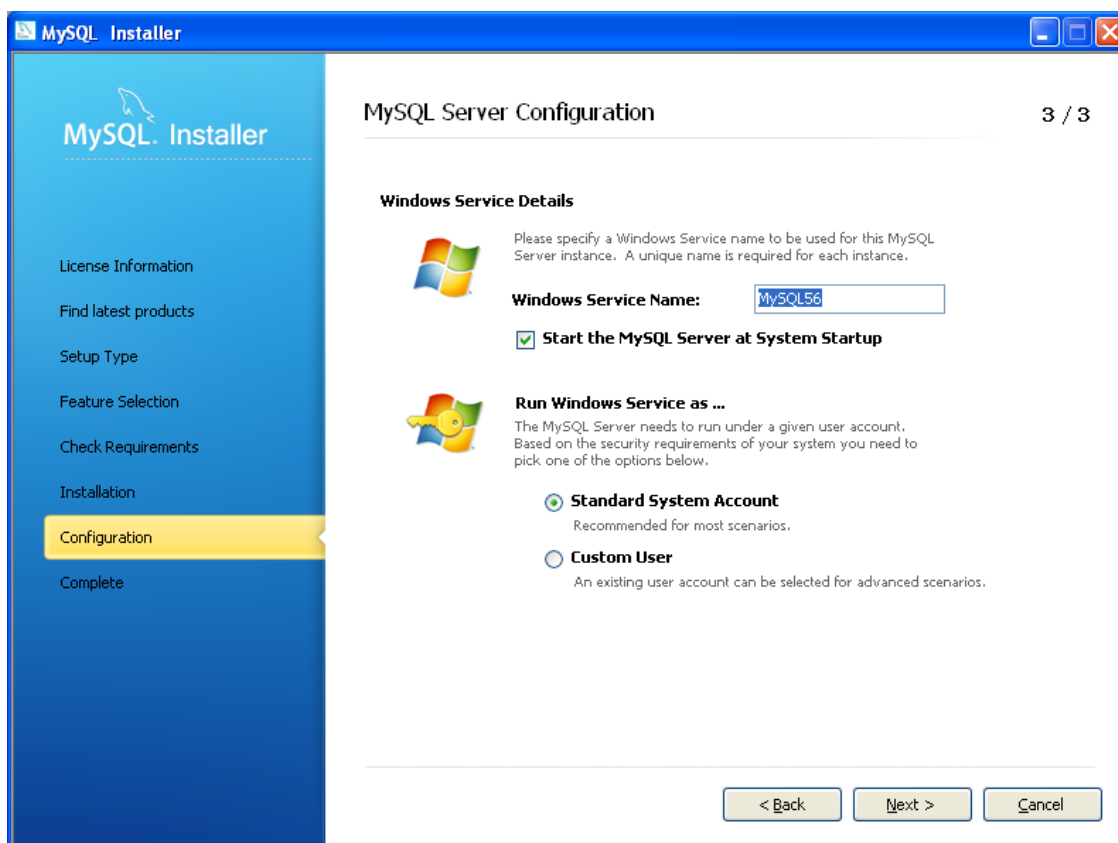 MySQL Installer
MySQL. Installer
License Information
Find latest products
Setup Type
Feature Selection
Check Requirements
Installation
Configuration
Complete
MySQL Server Configuration
3 / 3
Windows Service Details
Please specify a Windows Service name to be used for this MySQL
Server instance. A unique name is required for each instance.
Windows Service Name: MySQL56
Start the MySQL Server at System Startup
Run Windows Service as ...
The MySQL Server needs to run under a given user account.
Based on the security requirements of your system you need to
pick one of the options below.
Standard System Account
Recommended for most scenarios.
Custom User
An existing user account can be selected for advanced scenarios.
< Back Next > Cancel